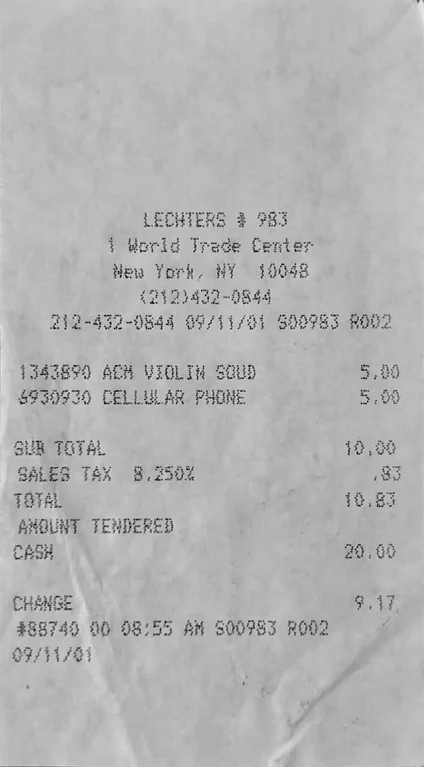 LECHTERS # 983
1 World Trade Center
New York, NY 10048
(212)432-0844
212-432-0844 09/11/01 S00983 R002
1343890 ACM VIOLIN SOUD 5.00
6930930 CELLULAR PHONE 5.00
SUB TOTAL 10.00
SALES TAX 8.250% .83
TOTAL 10.83
AMOUNT TENDERED
CASH 20.00
CHANGE 9.17
#88740 00 08:55 AM S00983 R002
09/11/01